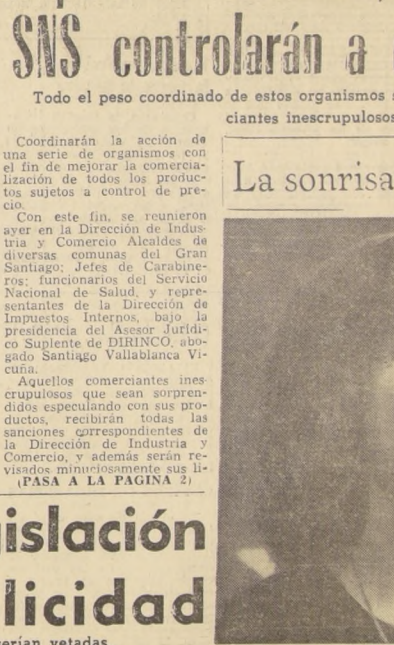 SNS controlarán a
Todo el peso coordinado de estos organismos
ciantes inescrupulosos
Coordinarán la acción de
una serie de organismos con
el fin de mejorar la comercia-
lización de todos los produc-
tos sujetos a control de pre-
cio.
Con este fin, se reunieron
ayer en la Dirección de Indus-
tria y Comercio Alcaldes de
diversas comunas del Gran
Santiago; Jefes de Carabine-
ros; funcionarios del Servicio
Nacional de Salud, y repre-
sentantes de la Dirección de
Impuestos Internos, bajo la
presidencia del Asesor Jurídi-
co Suplente de DIRINCO, abo-
gado Santiago Vallablanca Vi-
cuña.
Aquellos comerciantes ines-
crupulosos que sean sorpren-
didos especulando con sus pro-
ductos, recibirán todas las
sanciones correspondientes de
la Dirección de Industria y
Comercio, y además serán re-
visados minuciosamente sus li-
(PASA A LA PAGINA 2)
La sonrisa
islación
licidad
serían vetadas